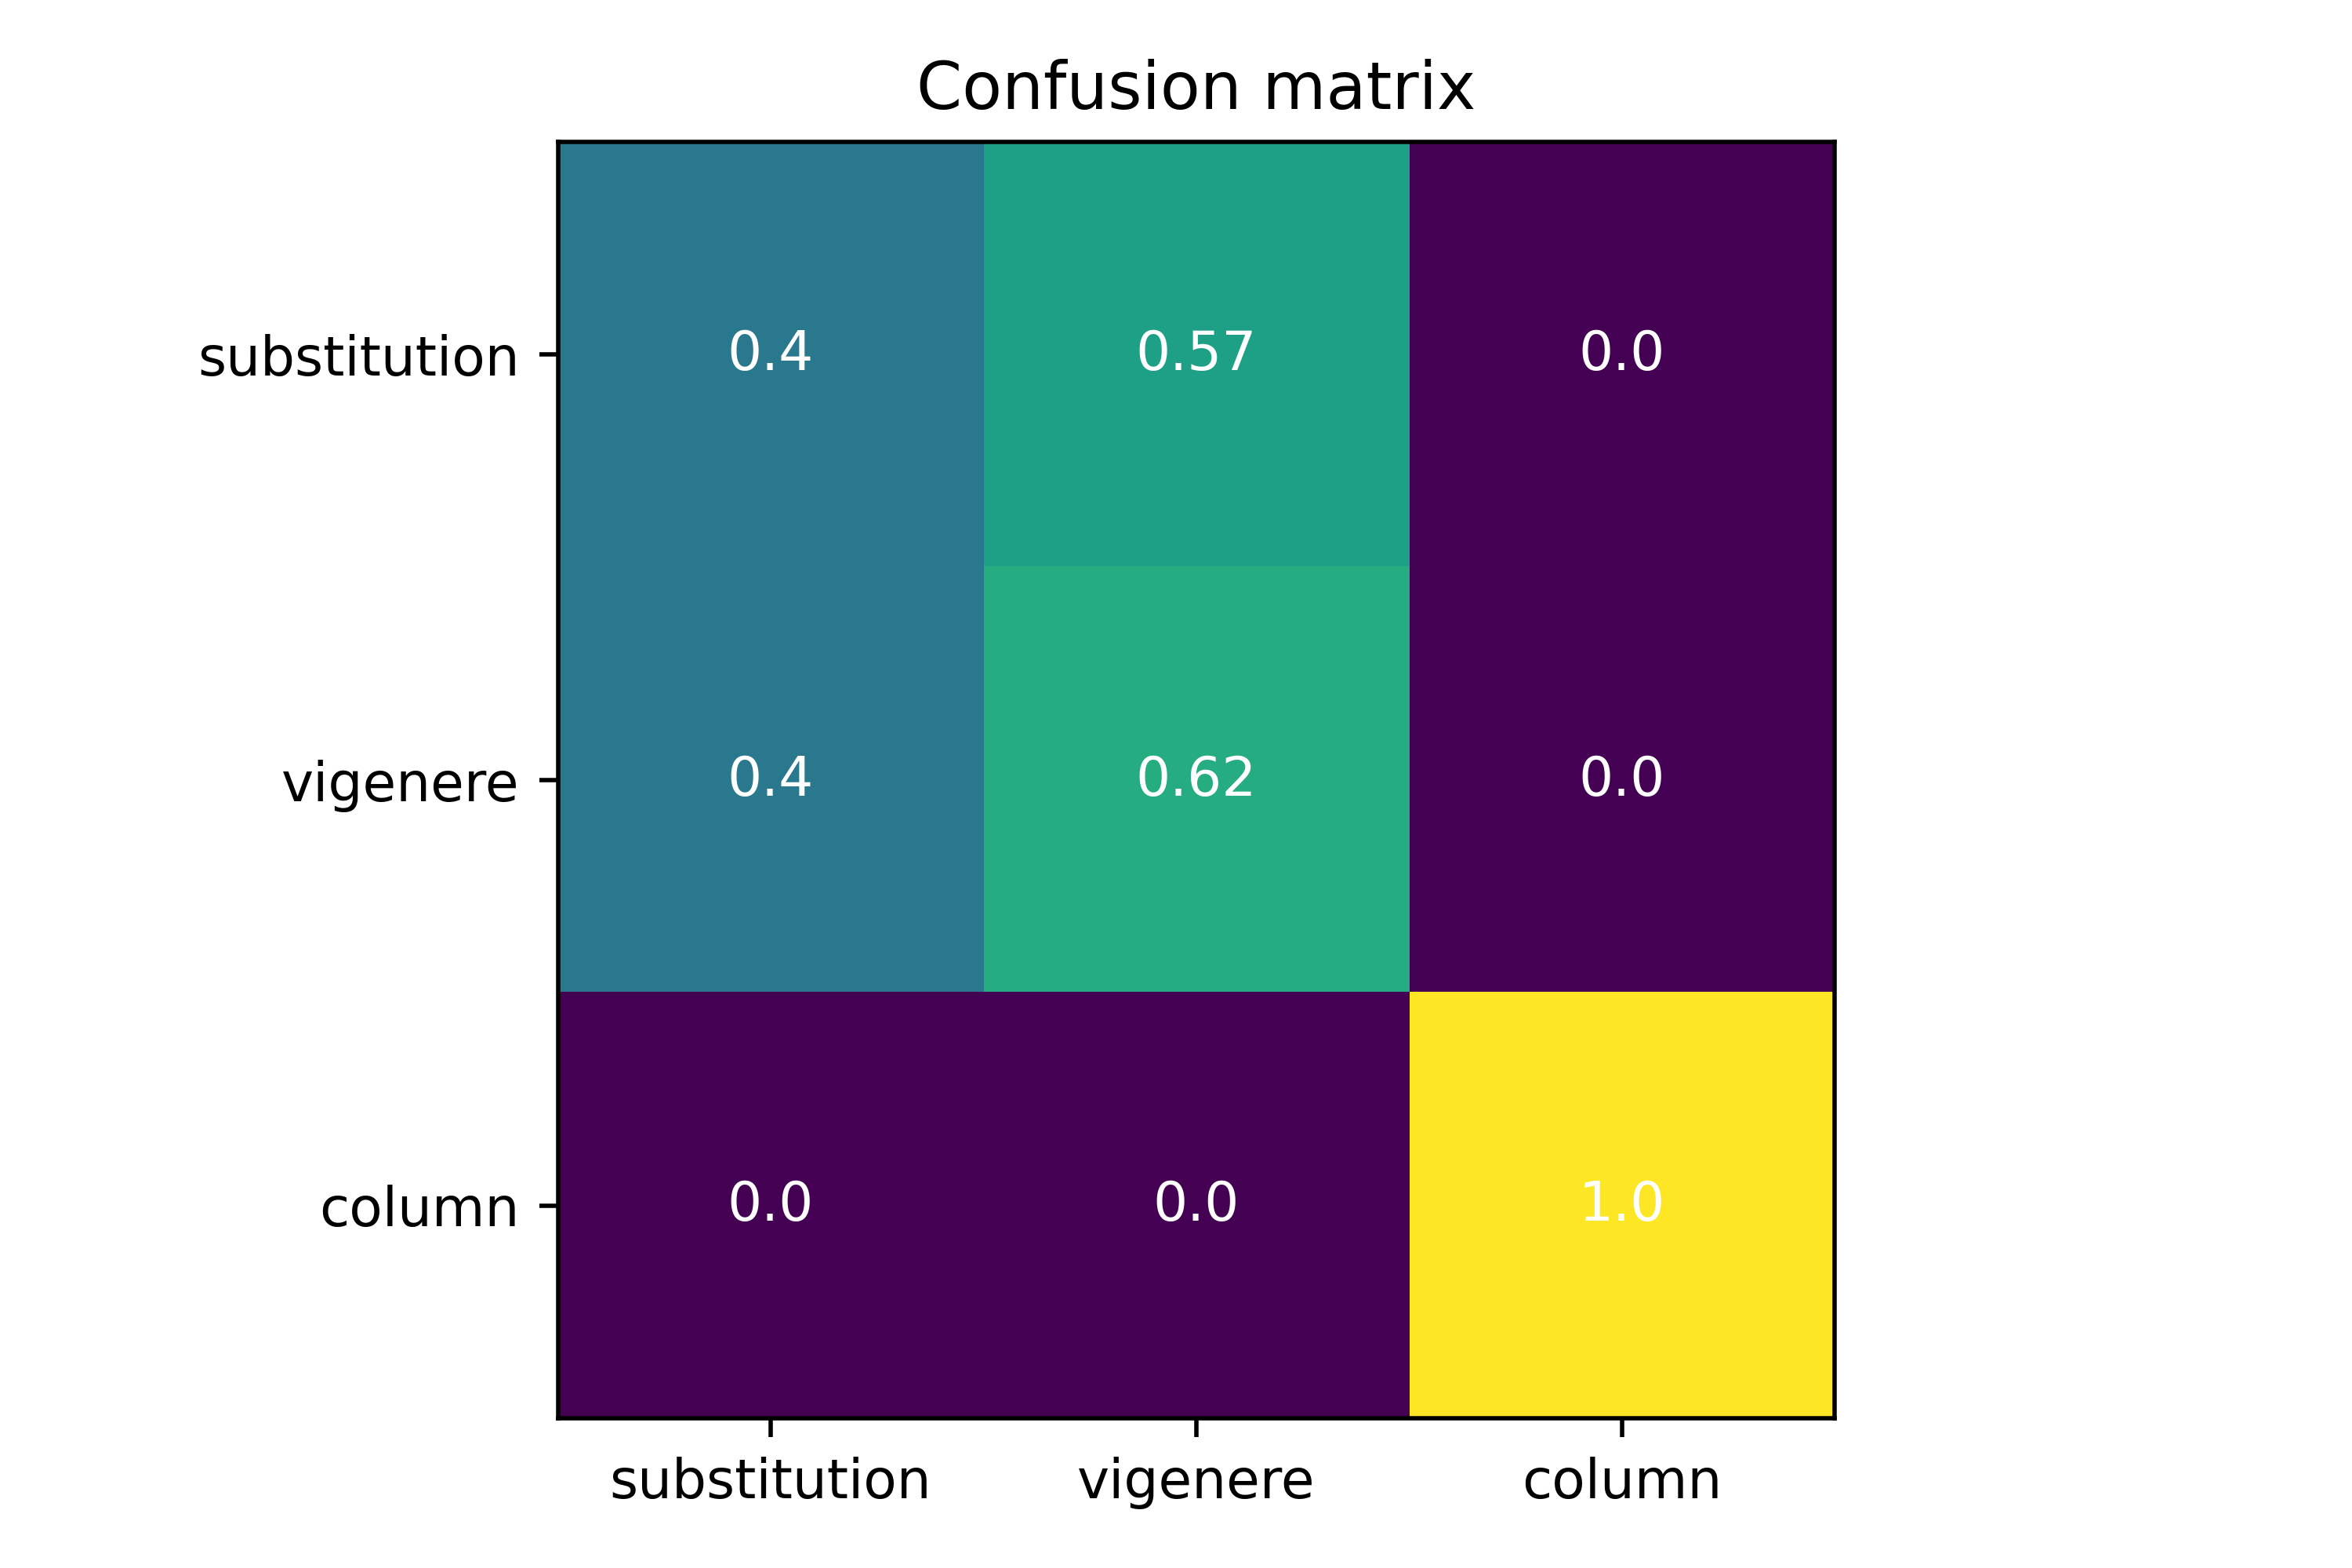 Confusion matrix
substitution 0.4 0.57 0.0
vigenere 0.4 0.62 0.0
column 0.0 0.0 1.0
substitution vigenere column